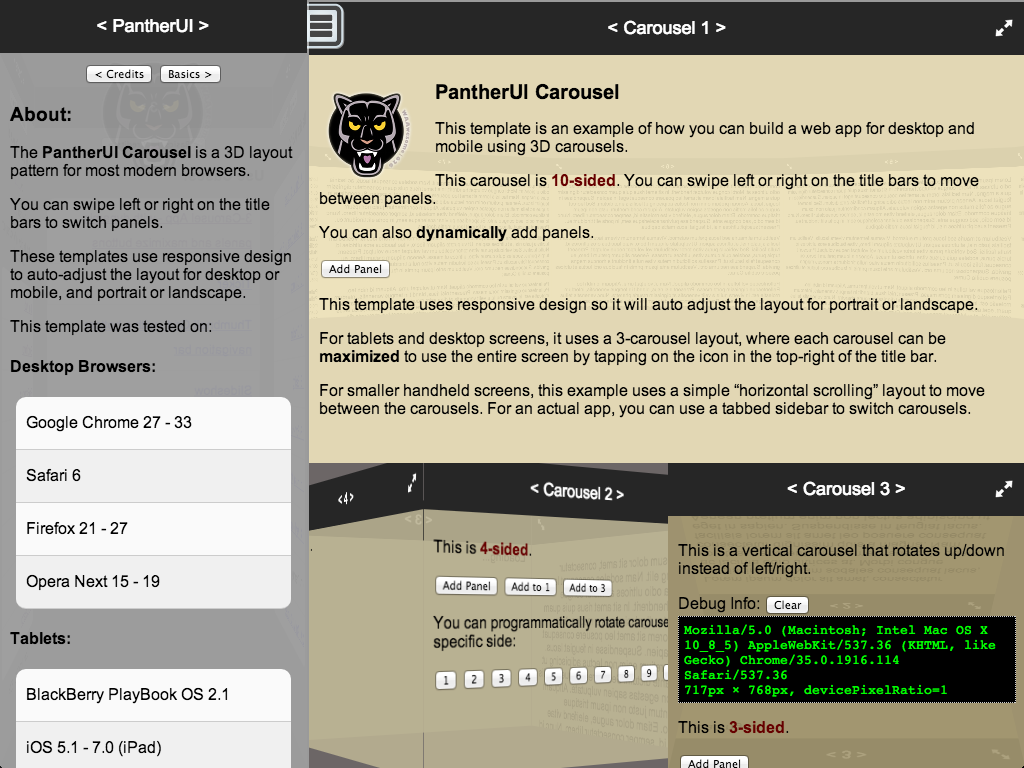 < PantherUI >
< Credits
Basics >
About:
The PantherUI Carousel is a 3D layout
pattern for most modern browsers.
You can swipe left or right on the title
bars to switch panels.
These templates use responsive design
to auto-adjust the layout for desktop or
mobile, and portrait or landscape.
This template was tested on:
Desktop Browsers:
Google Chrome 27 - 33
Safari 6
Firefox 21 - 27
Opera Next 15 - 19
Tablets:
BlackBerry PlayBook OS 2.1
iOS 5.1 - 7.0 (iPad)
< Carousel 1 >
PantherUI Carousel
This template is an example of how you can build a web app for desktop and
mobile using 3D carousels.
This carousel is 10-sided. You can swipe left or right on the title bars to move
between panels.
You can also dynamically add panels.
Add Panel
This template uses responsive design so it will auto adjust the layout for portrait or landscape.
For tablets and desktop screens, it uses a 3-carousel layout, where each carousel can be
maximized to use the entire screen by tapping on the icon in the top-right of the title bar.
For smaller handheld screens, this example uses a simple “horizontal scrolling” layout to move
between the carousels. For an actual app, you can use a tabbed sidebar to switch carousels.
<4>
< Carousel 2 >
This is 4-sided.
Add Panel
Add to 1
Add to 3
You can programmatically rotate carouse
specific side:
1 2 3 4 5 6 7 8 9
< Carousel 3 >
This is a vertical carousel that rotates up/down
instead of left/right.
Debug Info:
Clear
Mozilla/5.0 (Macintosh; Intel Mac OS X
10_8_5) AppleWebKit/537.36 (KHTML, like
Gecko) Chrome/35.0.1916.114
Safari/537.36
717px × 768px, devicePixelRatio=1
This is 3-sided.
Add Panel